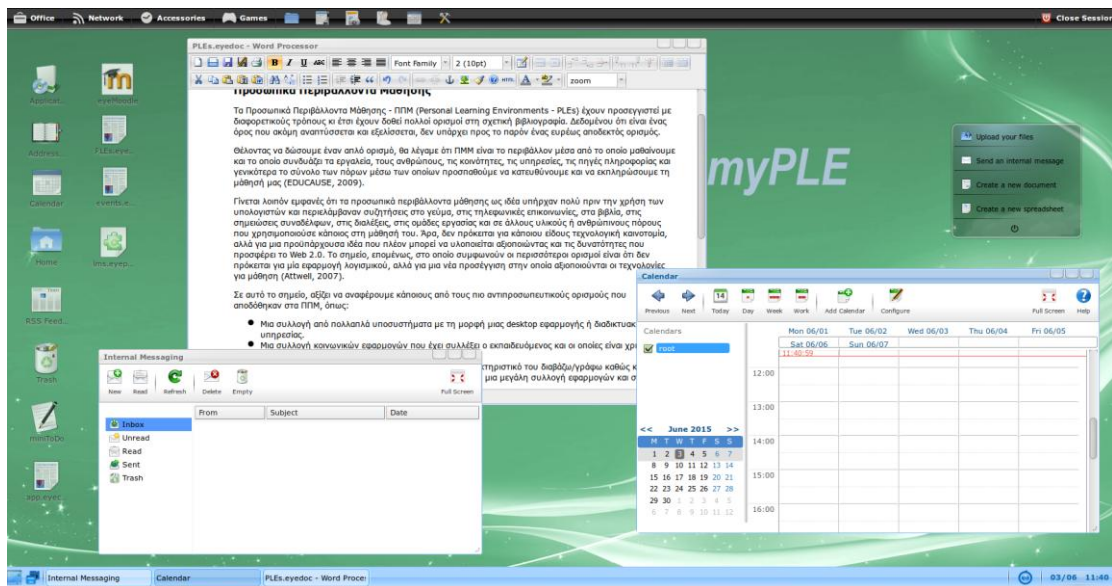 Office Network Accessories Games Close Session
Applicati...
eyeMoodle
Address...
PLEs.eye...
Calendar
events.e...
Home
lms.eyep...
RSS Feed...
Trash
miniToDo
app.eyec...
PLEs.eyedoc - Word Processor
B I U ABC Font Family 2 (10pt)
HTML A zoom
Προσωπικά Περιβάλλοντα Μάθησης
Τα Προσωπικά Περιβάλλοντα Μάθησης - ΠΠΜ (Personal Learning Environments - PLEs) έχουν προσεγγιστεί με
διαφορετικούς τρόπους κι έτσι έχουν δοθεί πολλοί ορισμοί στη σχετική βιβλιογραφία. Δεδομένου ότι είναι ένας
όρος που ακόμη αναπτύσσεται και εξελίσσεται, δεν υπάρχει προς το παρόν ένας ευρέως αποδεκτός ορισμός.
Θέλοντας να δώσουμε έναν απλό ορισμό, θα λέγαμε ότι ΠΜΜ είναι το περιβάλλον μέσα από το οποίο μαθαίνουμε
και το οποίο συνδυάζει τα εργαλεία, τους ανθρώπους, τις κοινότητες, τις υπηρεσίες, τις πηγές πληροφορίας και
γενικότερα το σύνολο των πόρων μέσω των οποίων προσπαθούμε να κατευθύνουμε και να εκπληρώσουμε τη
μάθησή μας (EDUCAUSE, 2009).
Γίνεται λοιπόν εμφανές ότι τα προσωπικά περιβάλλοντα μάθησης ως ιδέα υπήρχαν πολύ πριν την χρήση των
υπολογιστών και περιελάμβαναν συζητήσεις στο γεύμα, στις τηλεφωνικές επικοινωνίες, στα βιβλία, στις
σημειώσεις συναδέλφων, στις διαλέξεις, στις ομάδες εργασίας και σε άλλους υλικούς ή ανθρώπινους πόρους
που χρησιμοποιούσε κάποιος στη μάθησή του. Άρα, δεν πρόκειται για κάποιου είδους τεχνολογική καινοτομία,
αλλά για μια προϋπάρχουσα ιδέα που πλέον μπορεί να υλοποιείται αξιοποιώντας και τις δυνατότητες που
προσφέρει το Web 2.0. Το σημείο, επομένως, στο οποίο συμφωνούν οι περισσότεροι ορισμοί είναι ότι δεν
πρόκειται για μία εφαρμογή λογισμικού, αλλά για μια νέα προσέγγιση στην οποία αξιοποιούνται οι τεχνολογίες
για μάθηση (Attwell, 2007).
Σε αυτό το σημείο, αξίζει να αναφέρουμε κάποιους από τους πιο αντιπροσωπευτικούς ορισμούς που
αποδόθηκαν στα ΠΠΜ, όπως:
Μια συλλογή από πολλαπλά υποσυστήματα με τη μορφή μιας desktop εφαρμογής ή διαδικτυακ
υπηρεσίας.
Μια συλλογή κοινωνικών εφαρμογών που έχει συλλέξει ο εκπαιδευόμενος και οι οποίες είναι χρ
κτηριστικό του διαβάζω/γράφω καθώς κ
μια μεγάλη συλλογή εφαρμογών και σ
myPLE
Upload your files
Send an internal message
Create a new document
Create a new spreadsheet
Internal Messaging
New Read Refresh Delete Empty Full Screen
From Subject Date
Inbox
Unread
Read
Sent
Trash
Calendar
14
Previous Next Today Day Week Work Add Calendar Configure Full Screen Help
Calendars
root
Mon 06/01 Tue 06/02 Wed 06/03 Thu 06/04 Fri 06/05
Sat 06/06 Sun 06/07
11:40:59
12:00
13:00
14:00
15:00
16:00
<< June 2015 >>
M T W T F S S
1 2 3 4 5 6 7
8 9 10 11 12 13 14
15 16 17 18 19 20 21
22 23 24 25 26 27 28
29 30 1 2 3 4 5
6 7 8 9 10 11 12
Internal Messaging Calendar PLEs.eyedoc - Word Proce 03/06 11:40